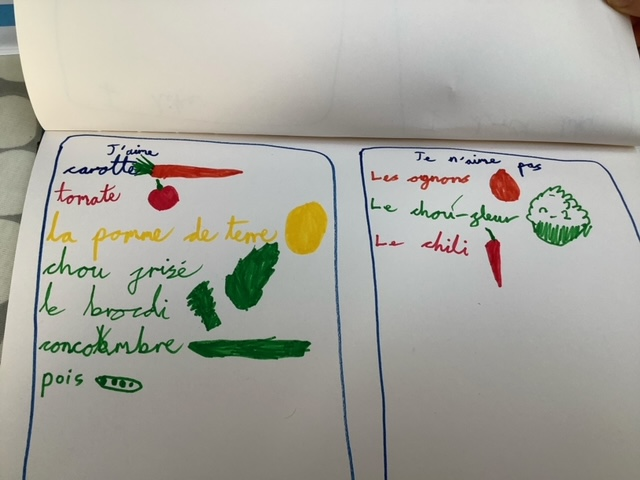 J'aime
carotte
tomate
la pomme de terre
chou frisé
le brocdi
concombre
pois
Je n'aime pas
Les ognons
Le chou-fleur
Le chili